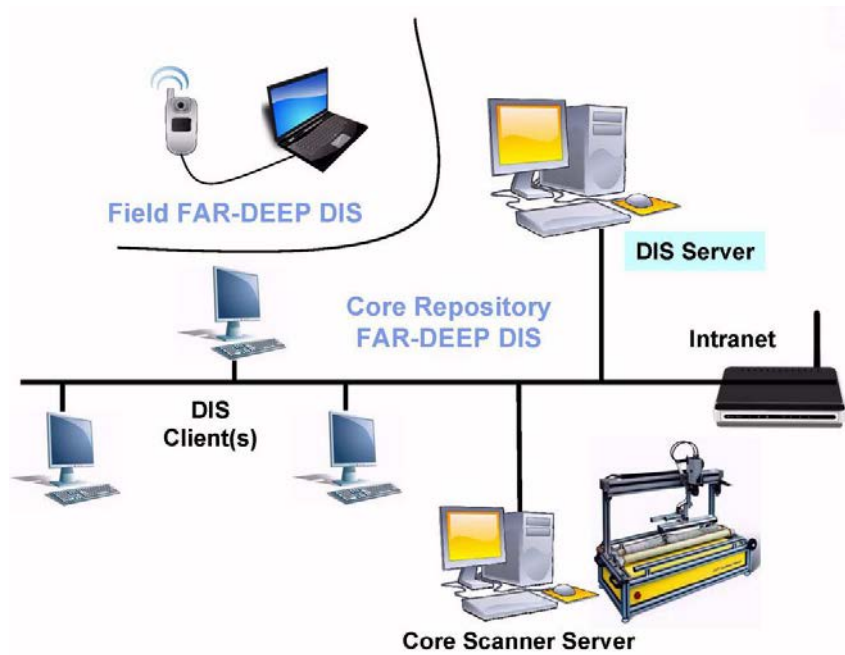 Field FAR-DEEP DIS
DIS Server
Core Repository
FAR-DEEP DIS
Intranet
DIS
Client(s)
Core Scanner Server